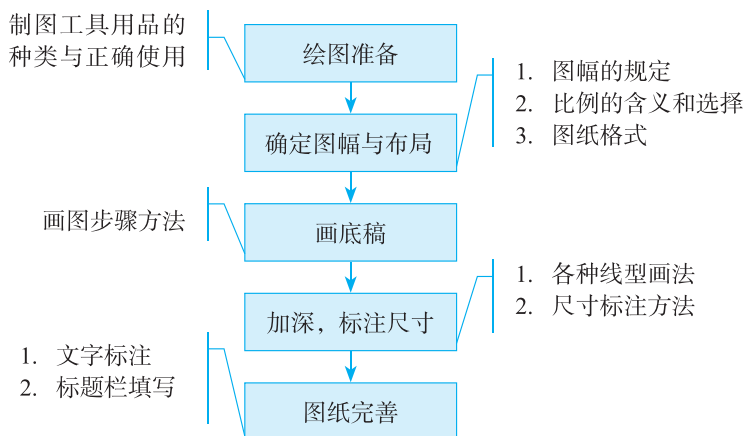 制图工具用品的
种类与正确使用
绘图准备
确定图幅与布局
1. 图幅的规定
2. 比例的含义和选择
3. 图纸格式
画图步骤方法
画底稿
加深，标注尺寸
1. 各种线型画法
2. 尺寸标注方法
1. 文字标注
2. 标题栏填写
图纸完善